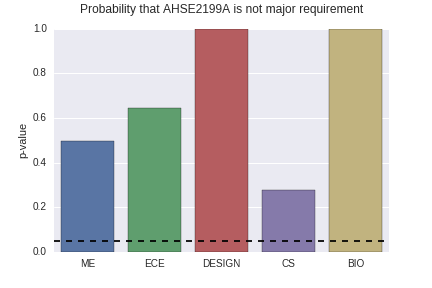 Probability that AHSE2199A is not major requirement
1.0
0.8
0.6
0.4
0.2
0.0
p-value
ME ECE DESIGN CS BIO